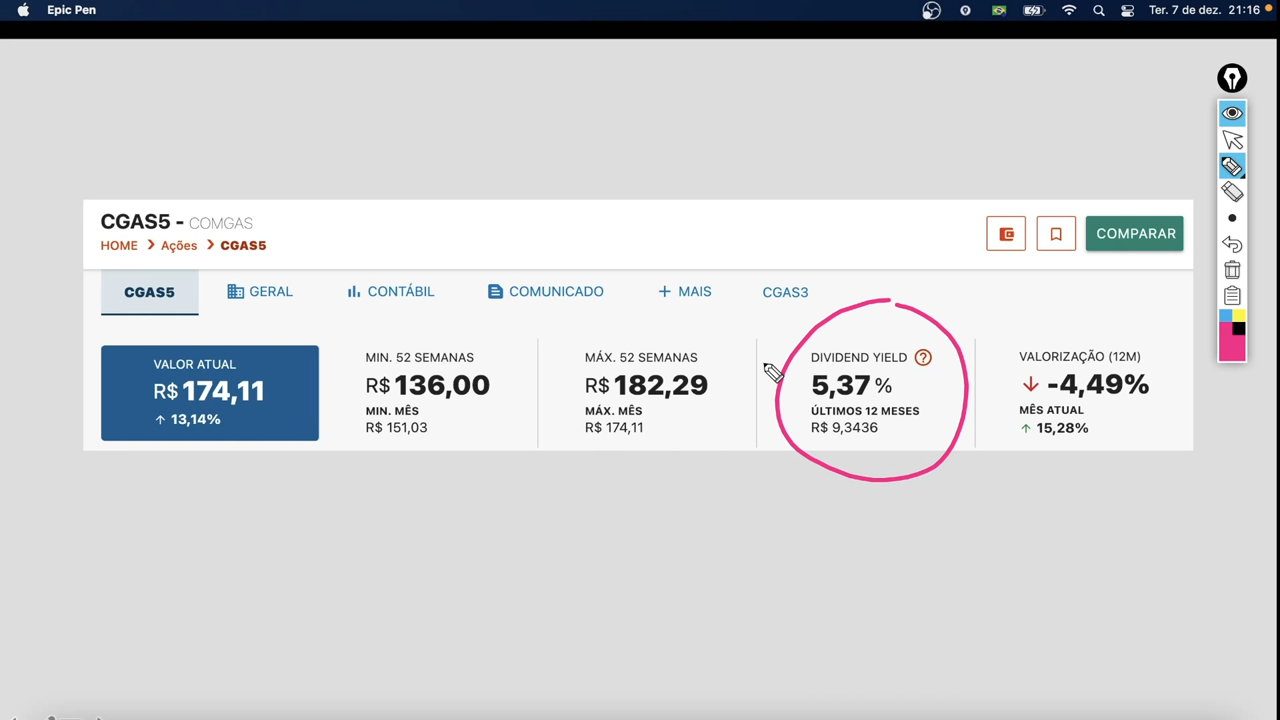 Epic Pen
Ter. 7 de dez. 21:16
CGAS5 - COMGAS
HOME > Ações > CGAS5
COMPARAR
CGAS5
GERAL
CONTÁBIL
COMUNICADO
+ MAIS
CGAS3
VALOR ATUAL
R$ 174,11
↑ 13,14%
MIN. 52 SEMANAS
R$ 136,00
MIN. MÊS
R$ 151,03
MÁX. 52 SEMANAS
R$ 182,29
MÁX. MÊS
R$ 174,11
DIVIDEND YIELD ?
5,37 %
ÚLTIMOS 12 MESES
R$ 9,3436
VALORIZAÇÃO (12M)
↓ -4,49%
MÊS ATUAL
↑ 15,28%